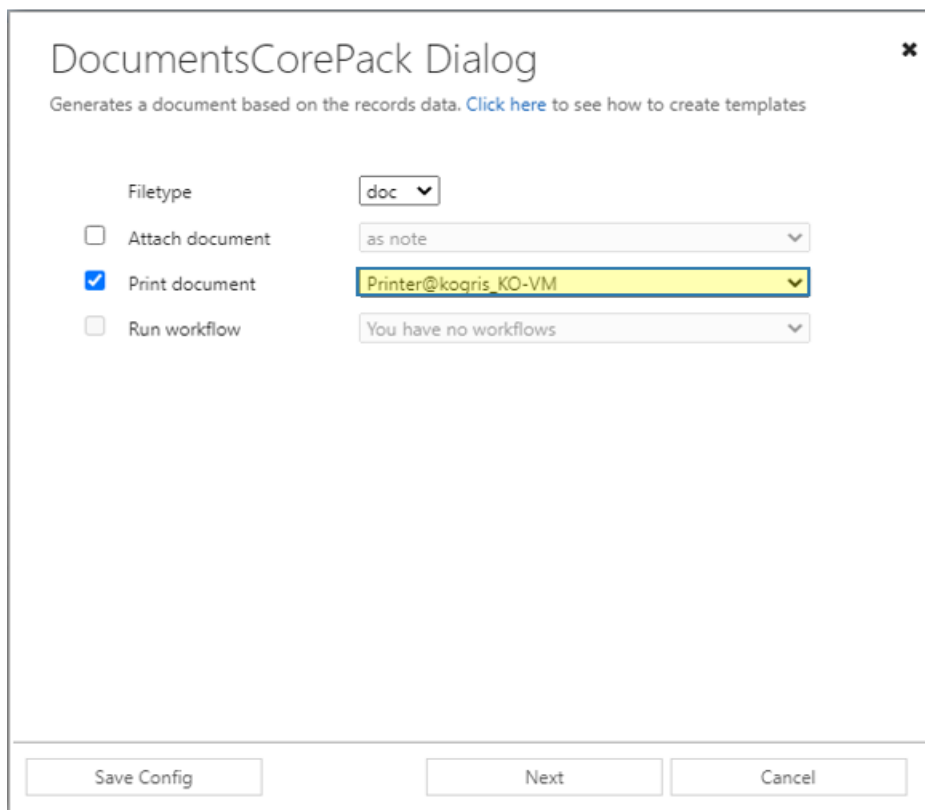 DocumentsCorePack Dialog
Generates a document based on the records data. Click here to see how to create templates
Filetype doc
Attach document as note
Print document Printer@kogris_KO-VM
Run workflow You have no workflows
Save Config Next Cancel